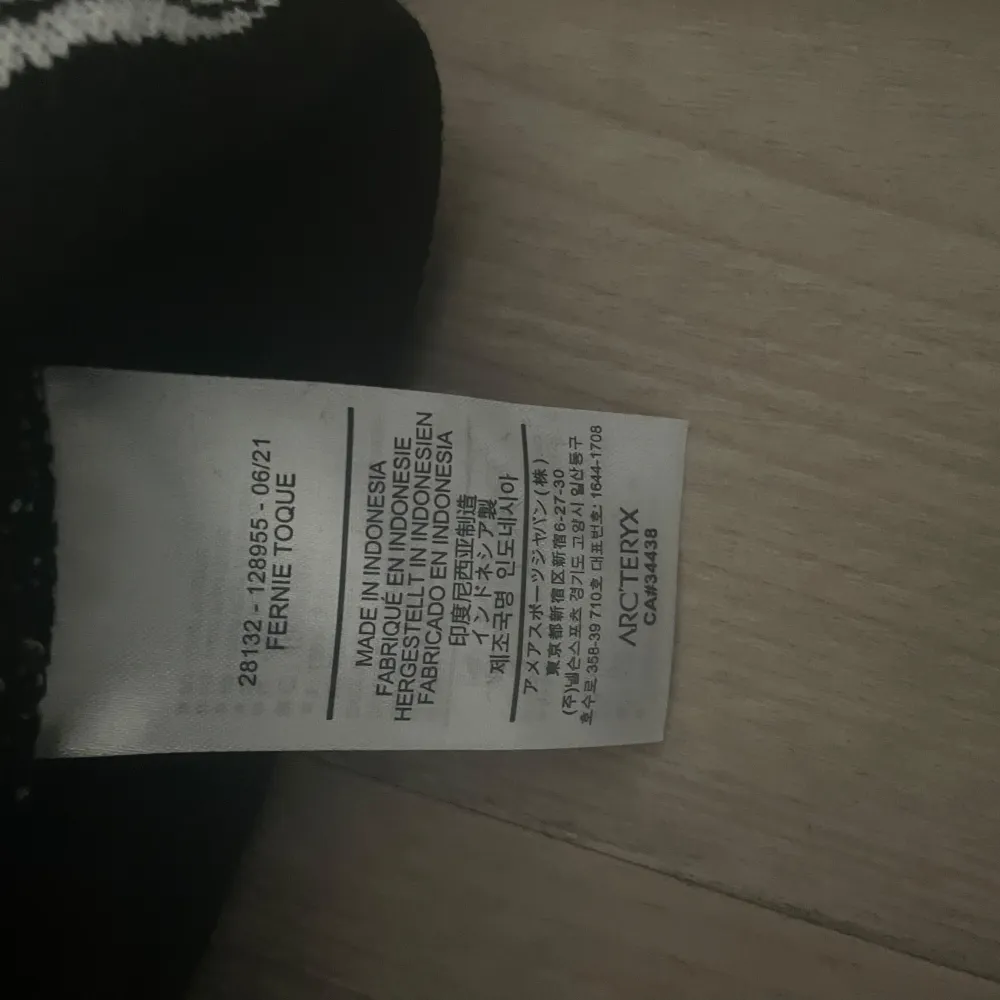 28132 - 128955 - 06/21
FERNIE TOQUE
MADE IN INDONESIA
FABRIQUÉ EN INDONESIE
HERGESTELLT IN INDONESIEN
FABRICADO EN INDONESIA
印度尼西亚制造
インドネシア製
제조국명 인도네시아
アメアスポーツジャパン(株)
東京都新宿区新宿6-27-30
(주)넬슨스포츠 경기도 고양시 일산동구
호수로 358-39 710호 대표번호: 1644-1708
ARC'TERYX
CA#34438